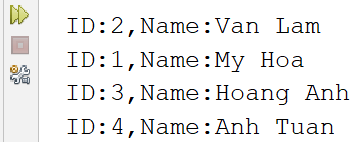 ID:2,Name:Van Lam
ID:1,Name:My Hoa
ID:3,Name:Hoang Anh
ID:4,Name:Anh Tuan